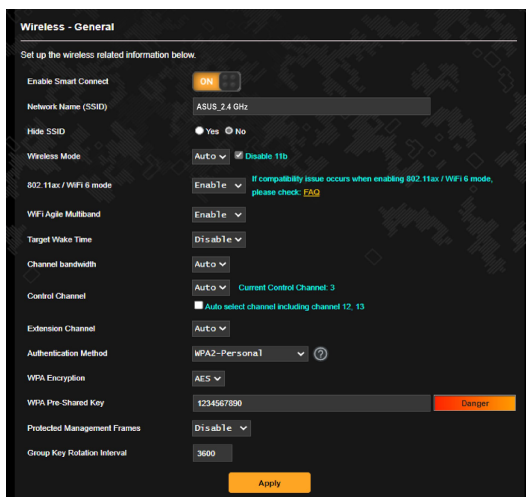 Wireless - General
Set up the wireless related information below.
Enable Smart Connect ON
Network Name (SSID) ASUS_2.4 GHz
Hide SSID Yes No
Wireless Mode Auto Disable 11b
802.11ax / WiFi 6 mode Enable If compatibility issue occurs when enabling 802.11ax / WiFi 6 mode,
please check: FAQ
WiFi Agile Multiband Enable
Target Wake Time Disable
Channel bandwidth Auto
Control Channel Auto Current Control Channel: 3
Auto select channel including channel 12, 13
Extension Channel Auto
Authentication Method WPA2-Personal ?
WPA Encryption AES
WPA Pre-Shared Key 1234567890 Danger
Protected Management Frames Disable
Group Key Rotation Interval 3600
Apply